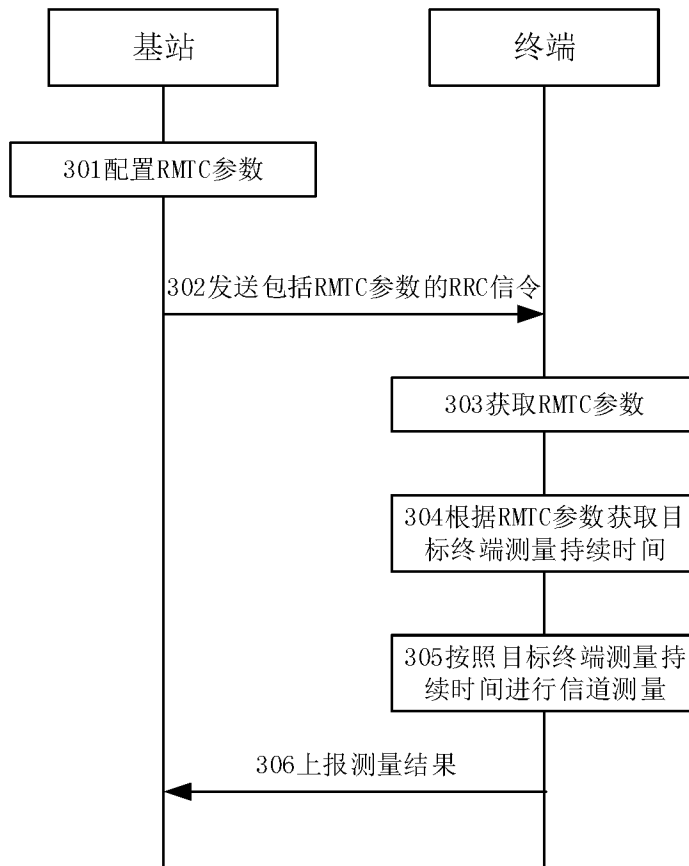 基站
终端
301配置RMTC参数
302发送包括RMTC参数的RRC信令
303获取RMTC参数
304根据RMTC参数获取目
标终端测量持续时间
305按照目标终端测量持
续时间进行信道测量
306上报测量结果